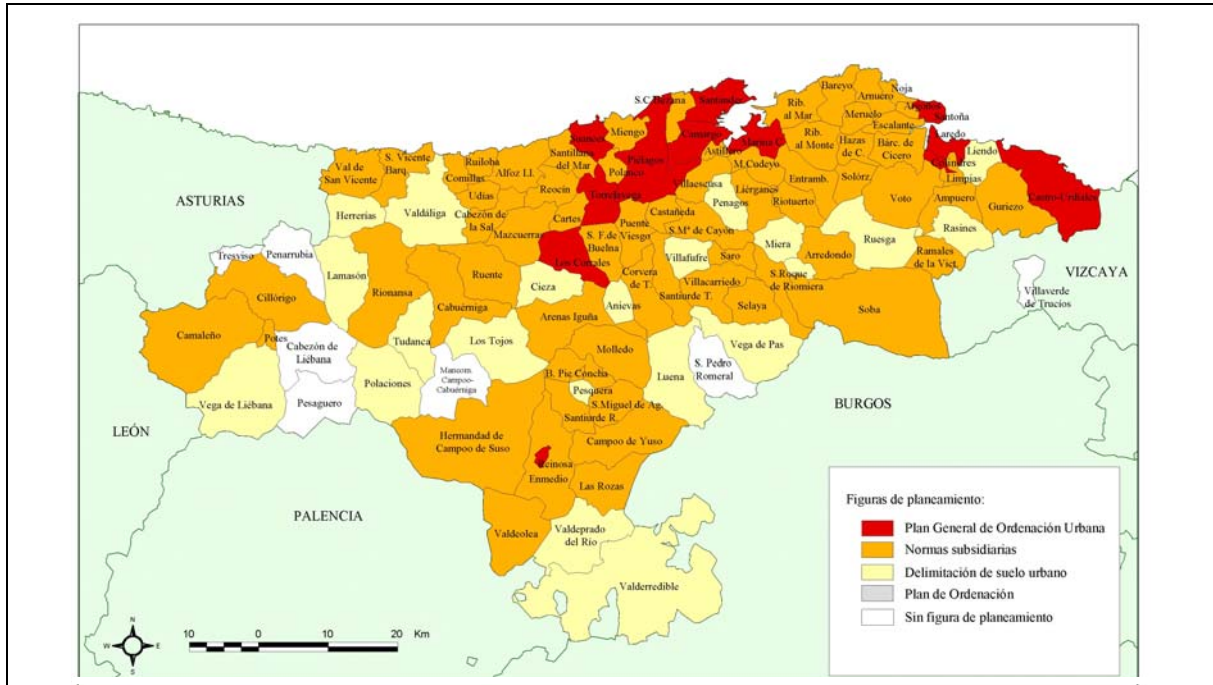 S.C.Bezana
Santander
Bareyo
Noja
Arnuero
Rib.
al Mar
Meruelo
Argoños
Santoña
Suances
Miengo
Camargo
Escalante
Marina C.
Rib.
al Monte
Hazas
de C.
Bárc. de
Cicero
Laredo
Colindres
Liendo
Santillana
del Mar
Piélagos
Polanco
Astillero
M.Cudeyo
S. Vicente
Barq.
Val de
San Vicente
Ruiloba
Comillas
Alfoz Ll.
Reocín
Torrelavega
Villaescusa
Penagos
Liérganes
Entramb.
Solórz.
Limpias
Voto
Ampuero
Guriezo
Castro-Urdiales
ASTURIAS
Herrerías
Valdáliga
Udías
Cabezón de
la Sal
Mazcuerra
Cartes
Puente
Castañeda
Riotuerto
Rasines
S.Mª de Cayón
S. F. de Viesgo
Buelna
Los Corrales
Miera
Ruesga
Ramales
de la Vict.
Tresviso
Penarrubia
Lamasón
Rionansa
Ruente
Cieza
Corvera
de T.
Villafufre
Saro
Arredondo
S.Roque
de Riomiera
VIZCAYA
Villaverde
de Trucios
Cillórigo
Cabuérniga
Anievas
Villacarriedo
Santiurde T.
Selaya
Soba
Camaleño
Potes
Cabezón de
Liébana
Tudanca
Los Tojos
Arenas Iguña
Molledo
Vega de Pas
Mancom.
Campoo-
Cabuérniga
Luena
S. Pedro
Romeral
Vega de Liébana
Pesaguero
Polaciones
B. Pie Concha
Pesquera
S.Miguel de Ag.
Santiurde R.
BURGOS
LEÓN
Hermandad de
Campoo de Suso
Campoo de Yuso
Reinosa
Enmedio
Las Rozas
PALENCIA
Valdeolea
Valdeprado
del Río
Valderredible
Figuras de planeamiento:
Plan General de Ordenación Urbana
Normas subsidiarias
Delimitación de suelo urbano
Plan de Ordenación
Sin figura de planeamiento
N
W E
S
10 0 10 20 Km